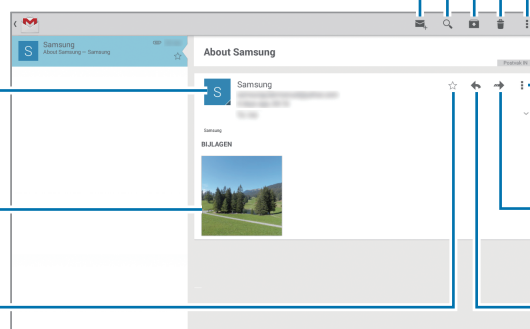 Samsung
About Samsung – Samsung
S
About Samsung
Postvak IN
S
Samsung
Samsung
BIJLAGEN